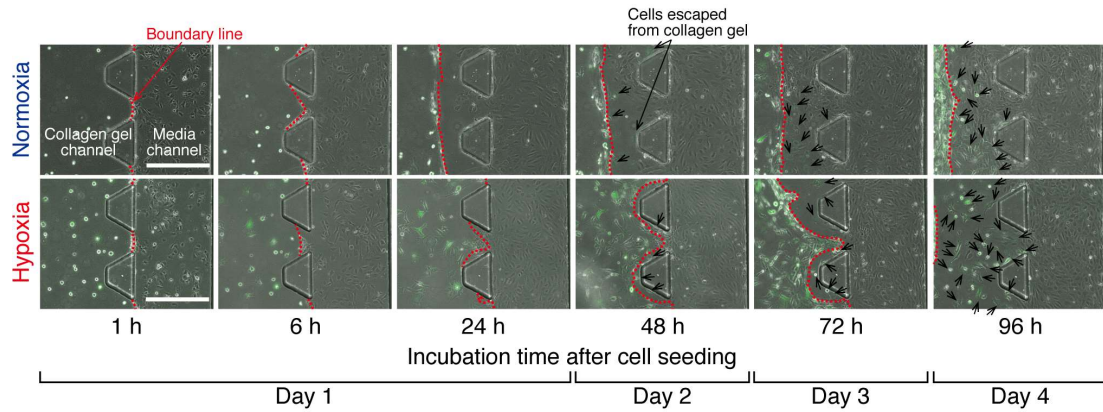 Cells escaped
from collagen gel
Boundary line
Normoxia
Collagen gel
channel
Media
channel
Hypoxia
1 h
6 h
24 h
48 h
72 h
96 h
Incubation time after cell seeding
Day 1
Day 2
Day 3
Day 4